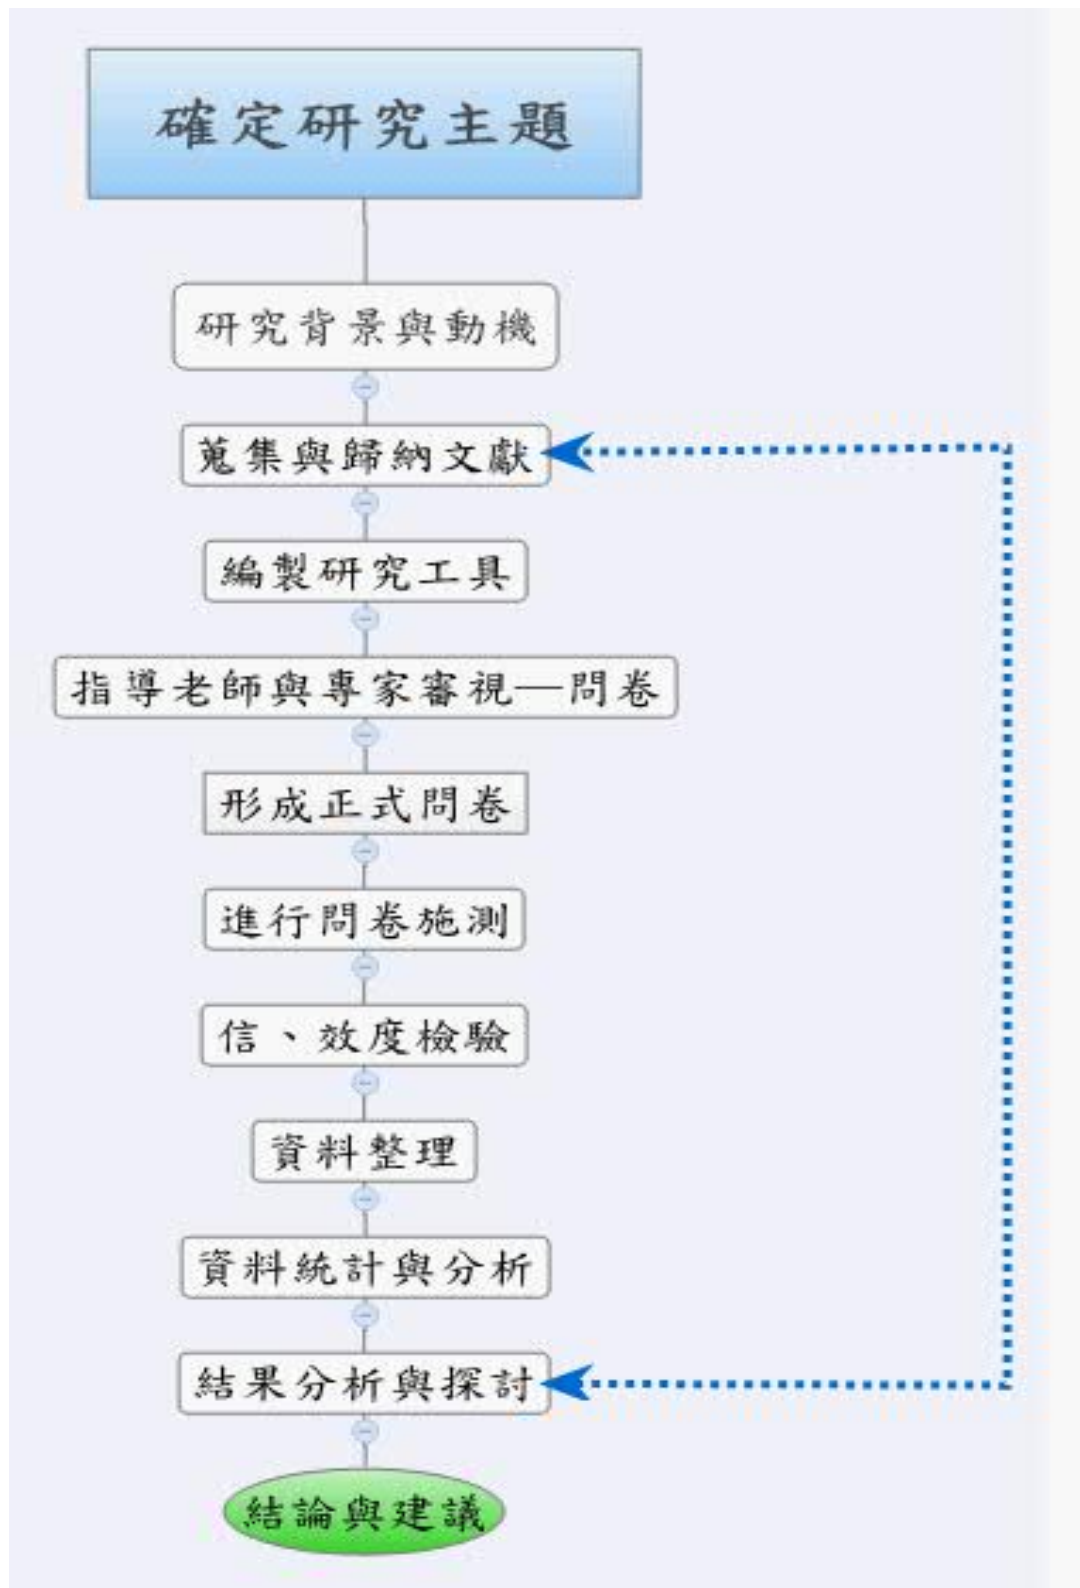 確定研究主題
研究背景與動機
蒐集與歸納文獻
編製研究工具
指導老師與專家審視—問卷
形成正式問卷
進行問卷施測
信、效度檢驗
資料整理
資料統計與分析
結果分析與探討
結論與建議